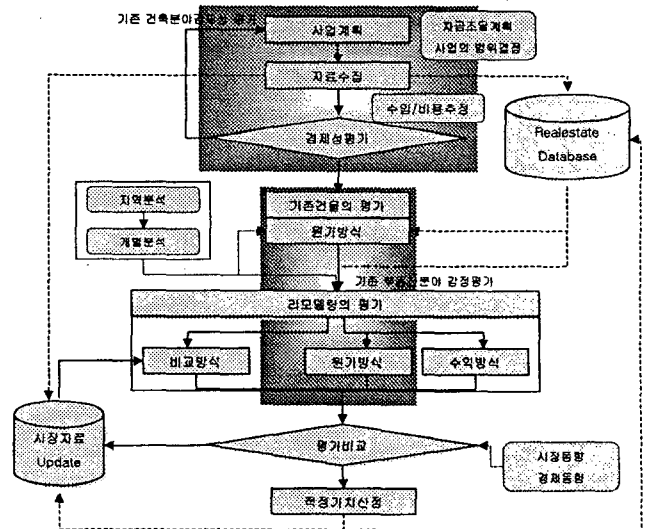 기존 건축분야 평가
사업계획
자금조달계획
사업의 범위결정
자료수집
수입/비용추정
경제성평가
Realestate
Database
지역분석
개별분석
기존건물의 평가
원가방식
기존 부동산분야 감정평가
리모델링의 평가
비교방식
원가방식
수익방식
시장자료
Update
평가비교
시장동향
경제동향
적정가치산정